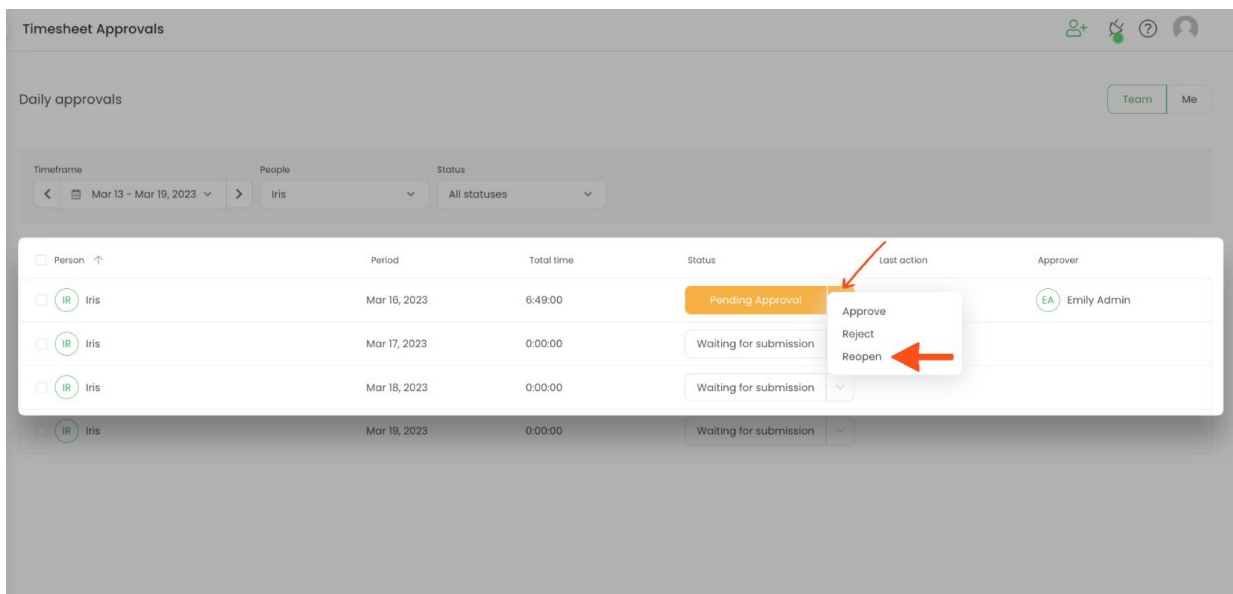 Timesheet Approvals
Daily approvals
Team Me
Timeframe People Status
Mar 13 - Mar 19, 2023 Iris All statuses
Person Period Total time Status Last action Approver
IR Iris Mar 16, 2023 6:49:00 Pending Approval EA Emily Admin
Approve
Reject
Reopen
IR Iris Mar 17, 2023 0:00:00 Waiting for submission
IR Iris Mar 18, 2023 0:00:00 Waiting for submission
IR Iris Mar 19, 2023 0:00:00 Waiting for submission